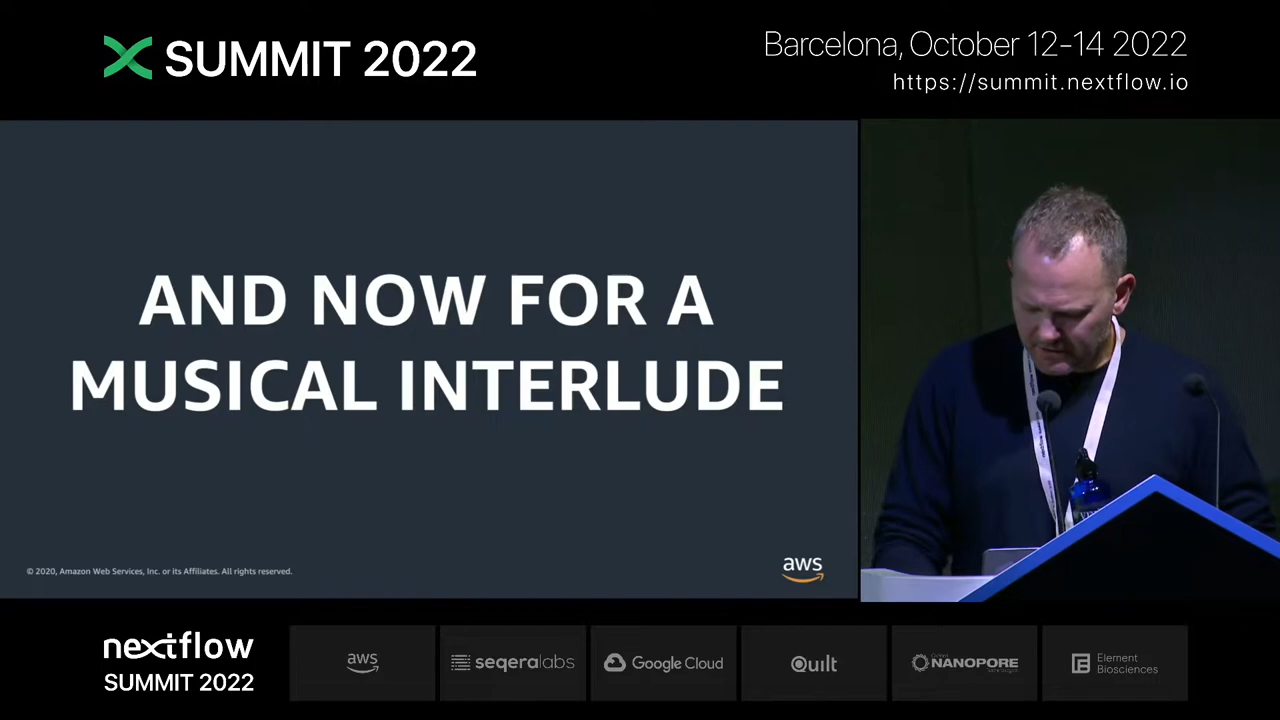 SUMMIT 2022
Barcelona, October 12-14 2022
https://summit.nextflow.io
AND NOW FOR A
MUSICAL INTERLUDE
© 2020, Amazon Web Services, Inc. or its Affiliates. All rights reserved.
aws
nextflow
SUMMIT 2022
aws
seqeralabs
Google Cloud
Quilt
NANOPORE
Element
Biosciences